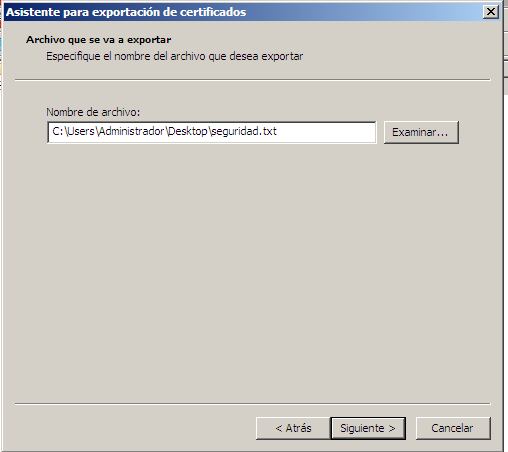 Asistente para exportación de certificados
Archivo que se va a exportar
Especifique el nombre del archivo que desea exportar
Nombre de archivo:
C:\Users\Administrador\Desktop\seguridad.txt
Examinar...
< Atrás
Siguiente >
Cancelar